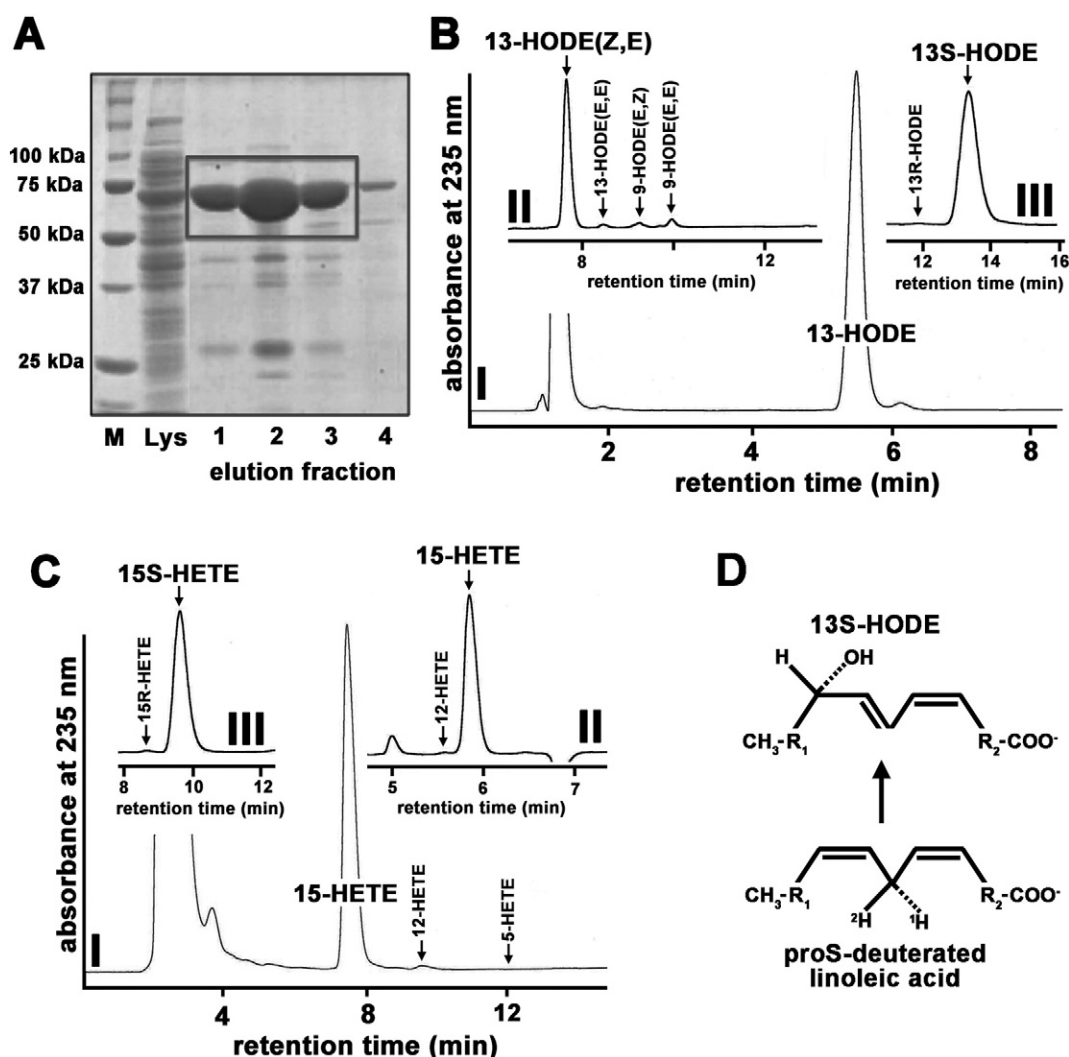 A
100 kDa
75 kDa
50 kDa
37 kDa
25 kDa
M Lys 1 2 3 4
elution fraction
B
absorbance at 235 nm
13-HODE(Z,E)
13-HODE(E,E)
9-HODE(E,Z)
9-HODE(E,E)
II
8 12
retention time (min)
13S-HODE
13R-HODE
III
12 14 16
retention time (min)
13-HODE
I
2 4 6 8
retention time (min)
C
absorbance at 235 nm
15S-HETE
15R-HETE
III
8 10 12
retention time (min)
15-HETE
12-HETE
II
5 6 7
retention time (min)
15-HETE
12-HETE
5-HETE
I
4 8 12
retention time (min)
D
13S-HODE
H OH
CH₃-R₁ R₂-COO⁻
CH₃-R₁ R₂-COO⁻
²H ¹H
proS-deuterated
linoleic acid